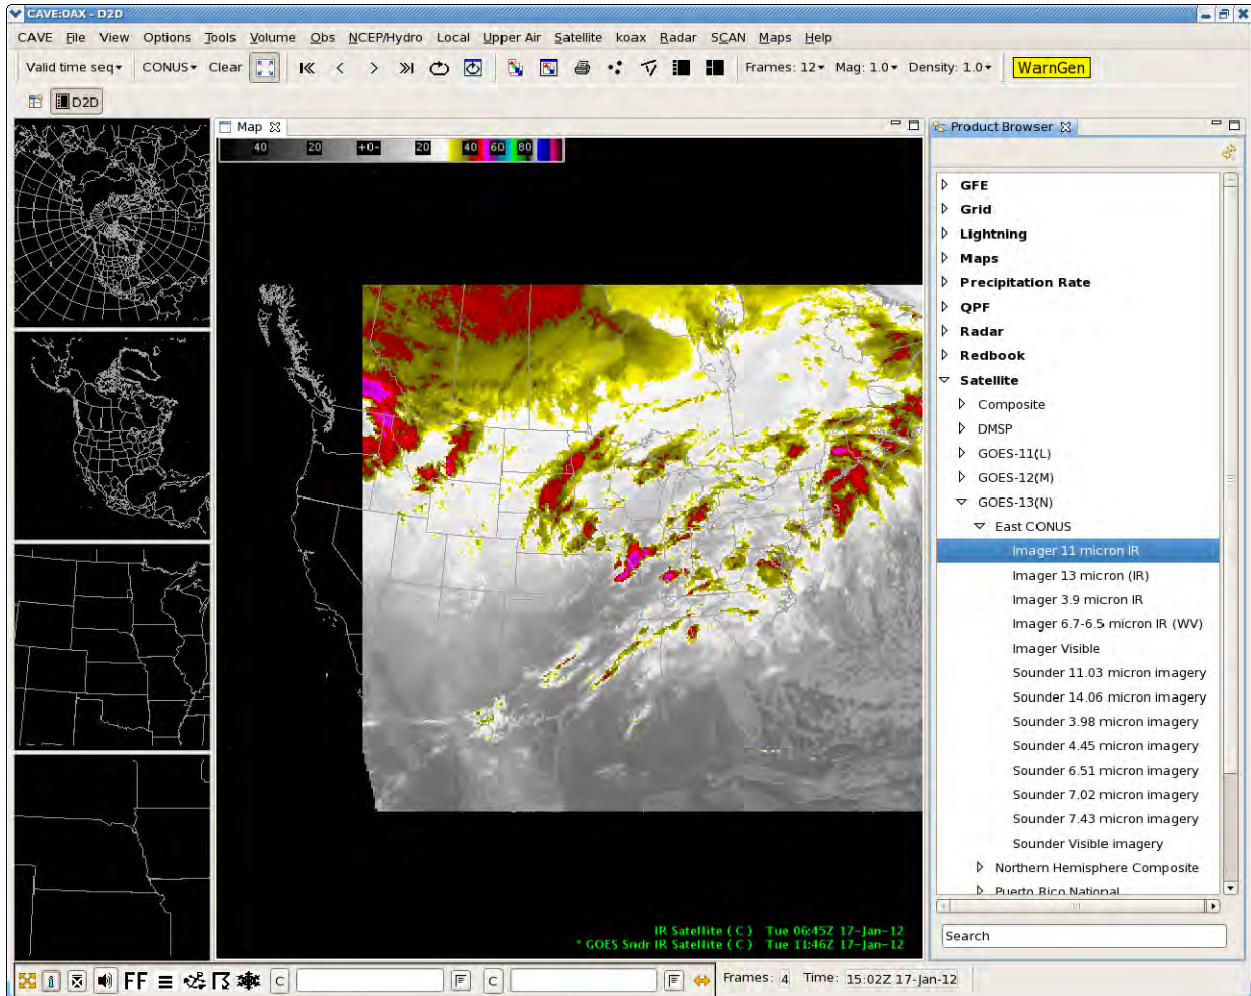 CAVE:OAX - D2D
CAVE File View Options Tools Volume Obs NCEP/Hydro Local Upper Air Satellite koax Radar SCAN Maps Help
Valid time seq CONUS Clear Frames: 12 Mag: 1.0 Density: 1.0 WarnGen
D2D
Map
40 20 +0- 20 40 60 80
IR Satellite ( C ) Tue 06:45Z 17-Jan-12
* GOES Sndr IR Satellite ( C ) Tue 11:46Z 17-Jan-12
Product Browser
GFE
Grid
Lightning
Maps
Precipitation Rate
QPF
Radar
Redbook
Satellite
Composite
DMSP
GOES-11(L)
GOES-12(M)
GOES-13(N)
East CONUS
Imager 11 micron IR
Imager 13 micron (IR)
Imager 3.9 micron IR
Imager 6.7-6.5 micron IR (WV)
Imager Visible
Sounder 11.03 micron imagery
Sounder 14.06 micron imagery
Sounder 3.98 micron imagery
Sounder 4.45 micron imagery
Sounder 6.51 micron imagery
Sounder 7.02 micron imagery
Sounder 7.43 micron imagery
Sounder Visible imagery
Northern Hemisphere Composite
Puerto Rico National
Search
FF C C Frames: 4 Time: 15:02Z 17-Jan-12